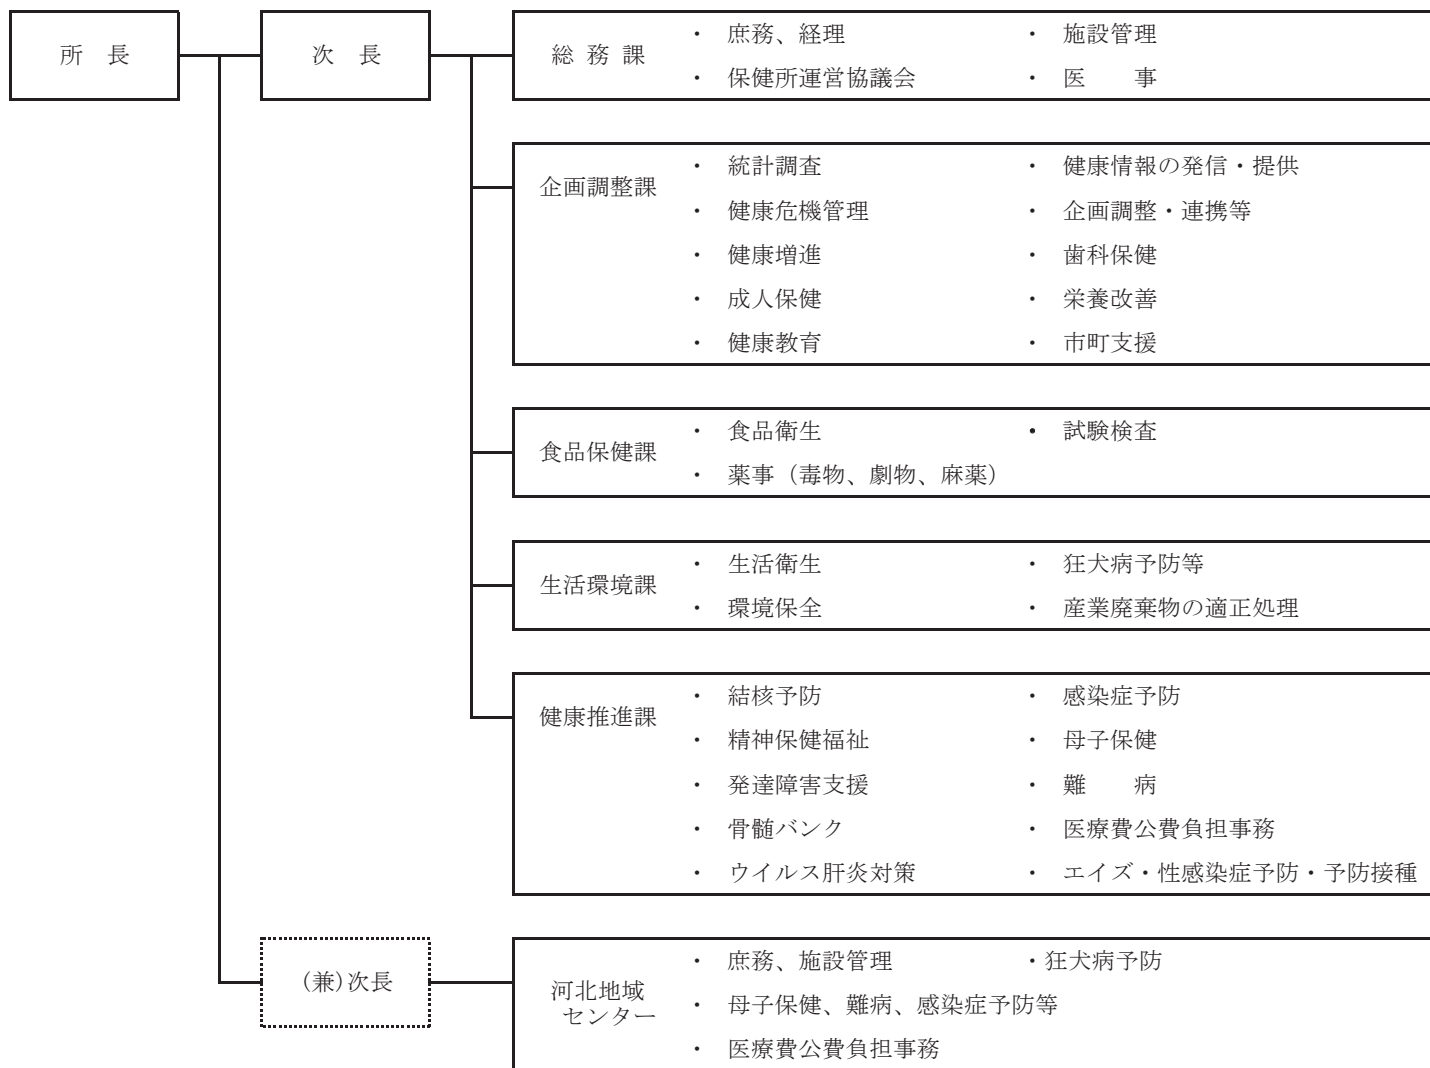 所　長
次　長
総 務 課
・ 庶務、経理　・ 施設管理
・ 保健所運営協議会　・ 医　　事
企画調整課
・ 統計調査　・ 健康情報の発信・提供
・ 健康危機管理　・ 企画調整・連携等
・ 健康増進　・ 歯科保健
・ 成人保健　・ 栄養改善
・ 健康教育　・ 市町支援
食品保健課
・ 食品衛生　・ 試験検査
・ 薬事（毒物、劇物、麻薬）
生活環境課
・ 生活衛生　・ 狂犬病予防等
・ 環境保全　・ 産業廃棄物の適正処理
健康推進課
・ 結核予防　・ 感染症予防
・ 精神保健福祉　・ 母子保健
・ 発達障害支援　・ 難　　病
・ 骨髄バンク　・ 医療費公費負担事務
・ ウイルス肝炎対策　・ エイズ・性感染症予防・予防接種
(兼)次長
河北地域
センター
・ 庶務、施設管理　・狂犬病予防
・ 母子保健、難病、感染症予防等
・ 医療費公費負担事務